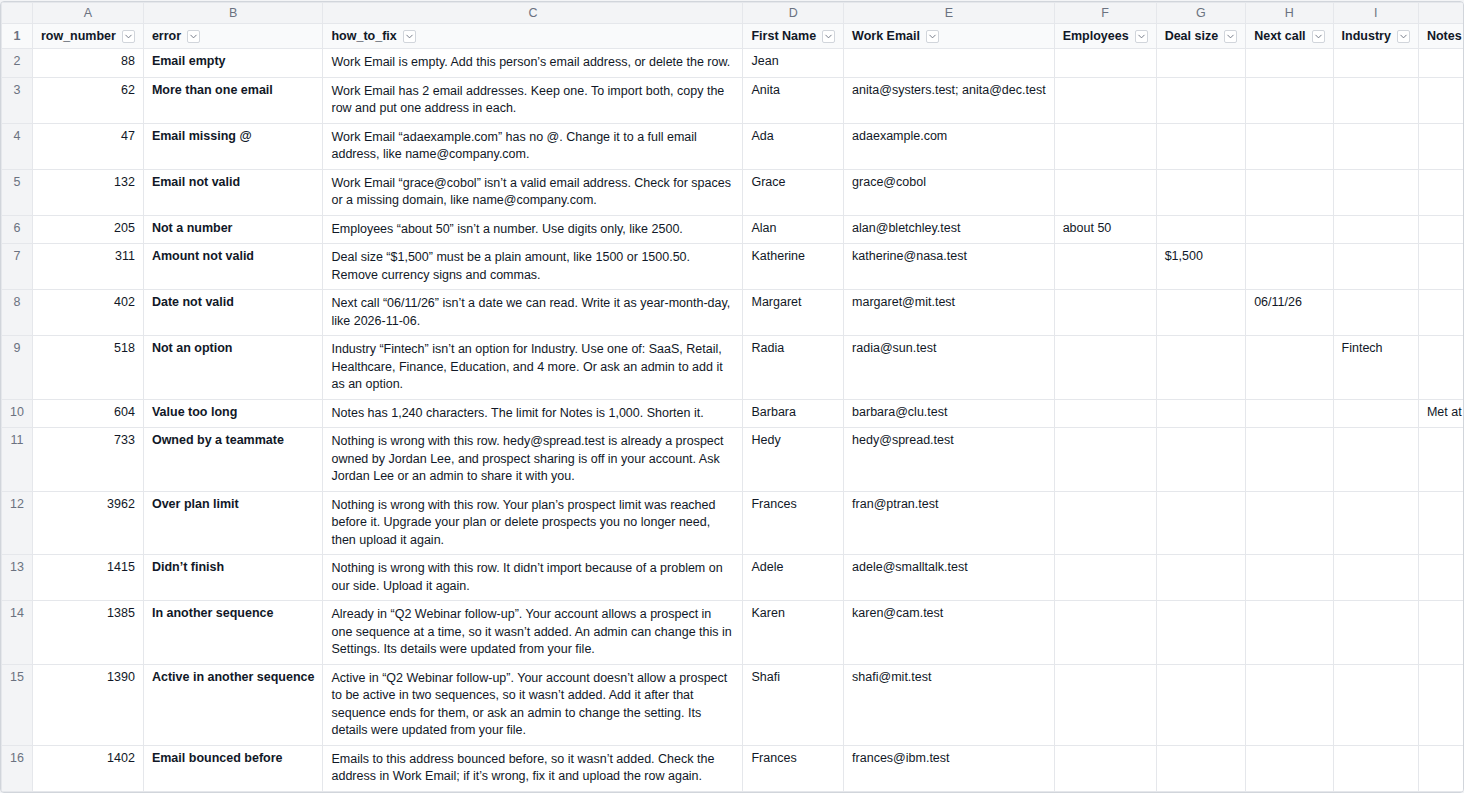 A B C D E F G H I
1 row_number error how_to_fix First Name Work Email Employees Deal size Next call Industry Notes
2 88 Email empty Work Email is empty. Add this person’s email address, or delete the row. Jean
3 62 More than one email Work Email has 2 email addresses. Keep one. To import both, copy the Anita anita@systers.test; anita@dec.test
row and put one address in each.
4 47 Email missing @ Work Email “adaexample.com” has no @. Change it to a full email Ada adaexample.com
address, like name@company.com.
5 132 Email not valid Work Email “grace@cobol” isn’t a valid email address. Check for spaces Grace grace@cobol
or a missing domain, like name@company.com.
6 205 Not a number Employees “about 50” isn’t a number. Use digits only, like 2500. Alan alan@bletchley.test about 50
7 311 Amount not valid Deal size “$1,500” must be a plain amount, like 1500 or 1500.50. Katherine katherine@nasa.test $1,500
Remove currency signs and commas.
8 402 Date not valid Next call “06/11/26” isn’t a date we can read. Write it as year-month-day, Margaret margaret@mit.test 06/11/26
like 2026-11-06.
9 518 Not an option Industry “Fintech” isn’t an option for Industry. Use one of: SaaS, Retail, Radia radia@sun.test Fintech
Healthcare, Finance, Education, and 4 more. Or ask an admin to add it
as an option.
10 604 Value too long Notes has 1,240 characters. The limit for Notes is 1,000. Shorten it. Barbara barbara@clu.test Met at
11 733 Owned by a teammate Nothing is wrong with this row. hedy@spread.test is already a prospect Hedy hedy@spread.test
owned by Jordan Lee, and prospect sharing is off in your account. Ask
Jordan Lee or an admin to share it with you.
12 3962 Over plan limit Nothing is wrong with this row. Your plan’s prospect limit was reached Frances fran@ptran.test
before it. Upgrade your plan or delete prospects you no longer need,
then upload it again.
13 1415 Didn’t finish Nothing is wrong with this row. It didn’t import because of a problem on Adele adele@smalltalk.test
our side. Upload it again.
14 1385 In another sequence Already in “Q2 Webinar follow-up”. Your account allows a prospect in Karen karen@cam.test
one sequence at a time, so it wasn’t added. An admin can change this in
Settings. Its details were updated from your file.
15 1390 Active in another sequence Active in “Q2 Webinar follow-up”. Your account doesn’t allow a prospect Shafi shafi@mit.test
to be active in two sequences, so it wasn’t added. Add it after that
sequence ends for them, or ask an admin to change the setting. Its
details were updated from your file.
16 1402 Email bounced before Emails to this address bounced before, so it wasn’t added. Check the Frances frances@ibm.test
address in Work Email; if it’s wrong, fix it and upload the row again.